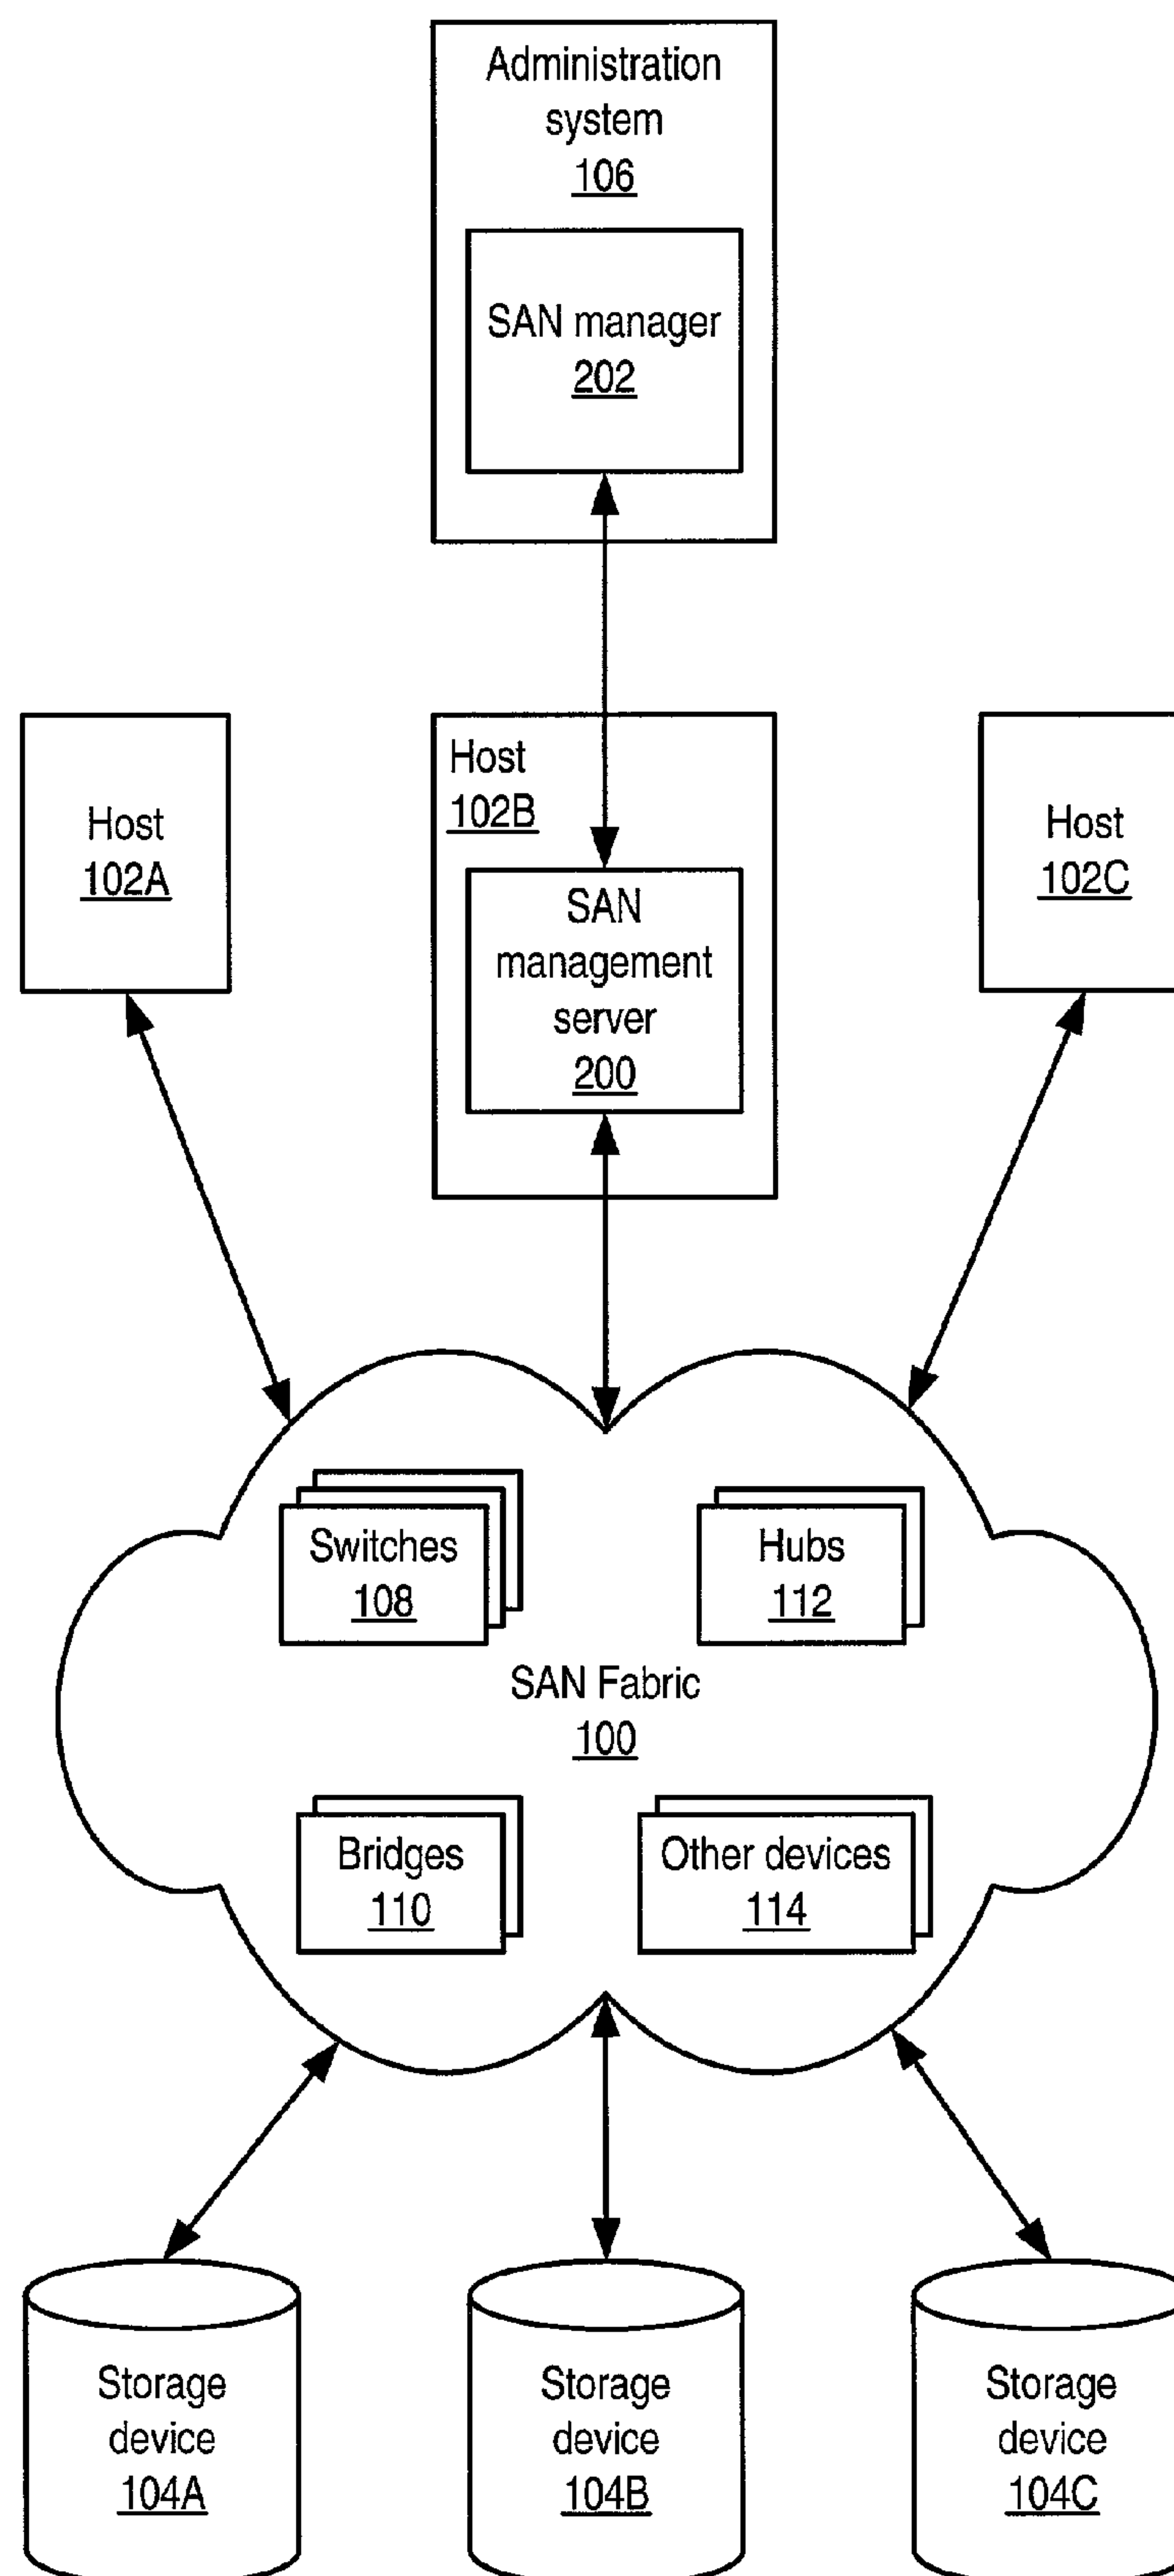 Administration
system
106
SAN manager
202
Host
102A
Host
102B
SAN
management
server
200
Host
102C
Switches
108
Hubs
112
SAN Fabric
100
Bridges
110
Other devices
114
Storage
device
104A
Storage
device
104B
Storage
device
104C